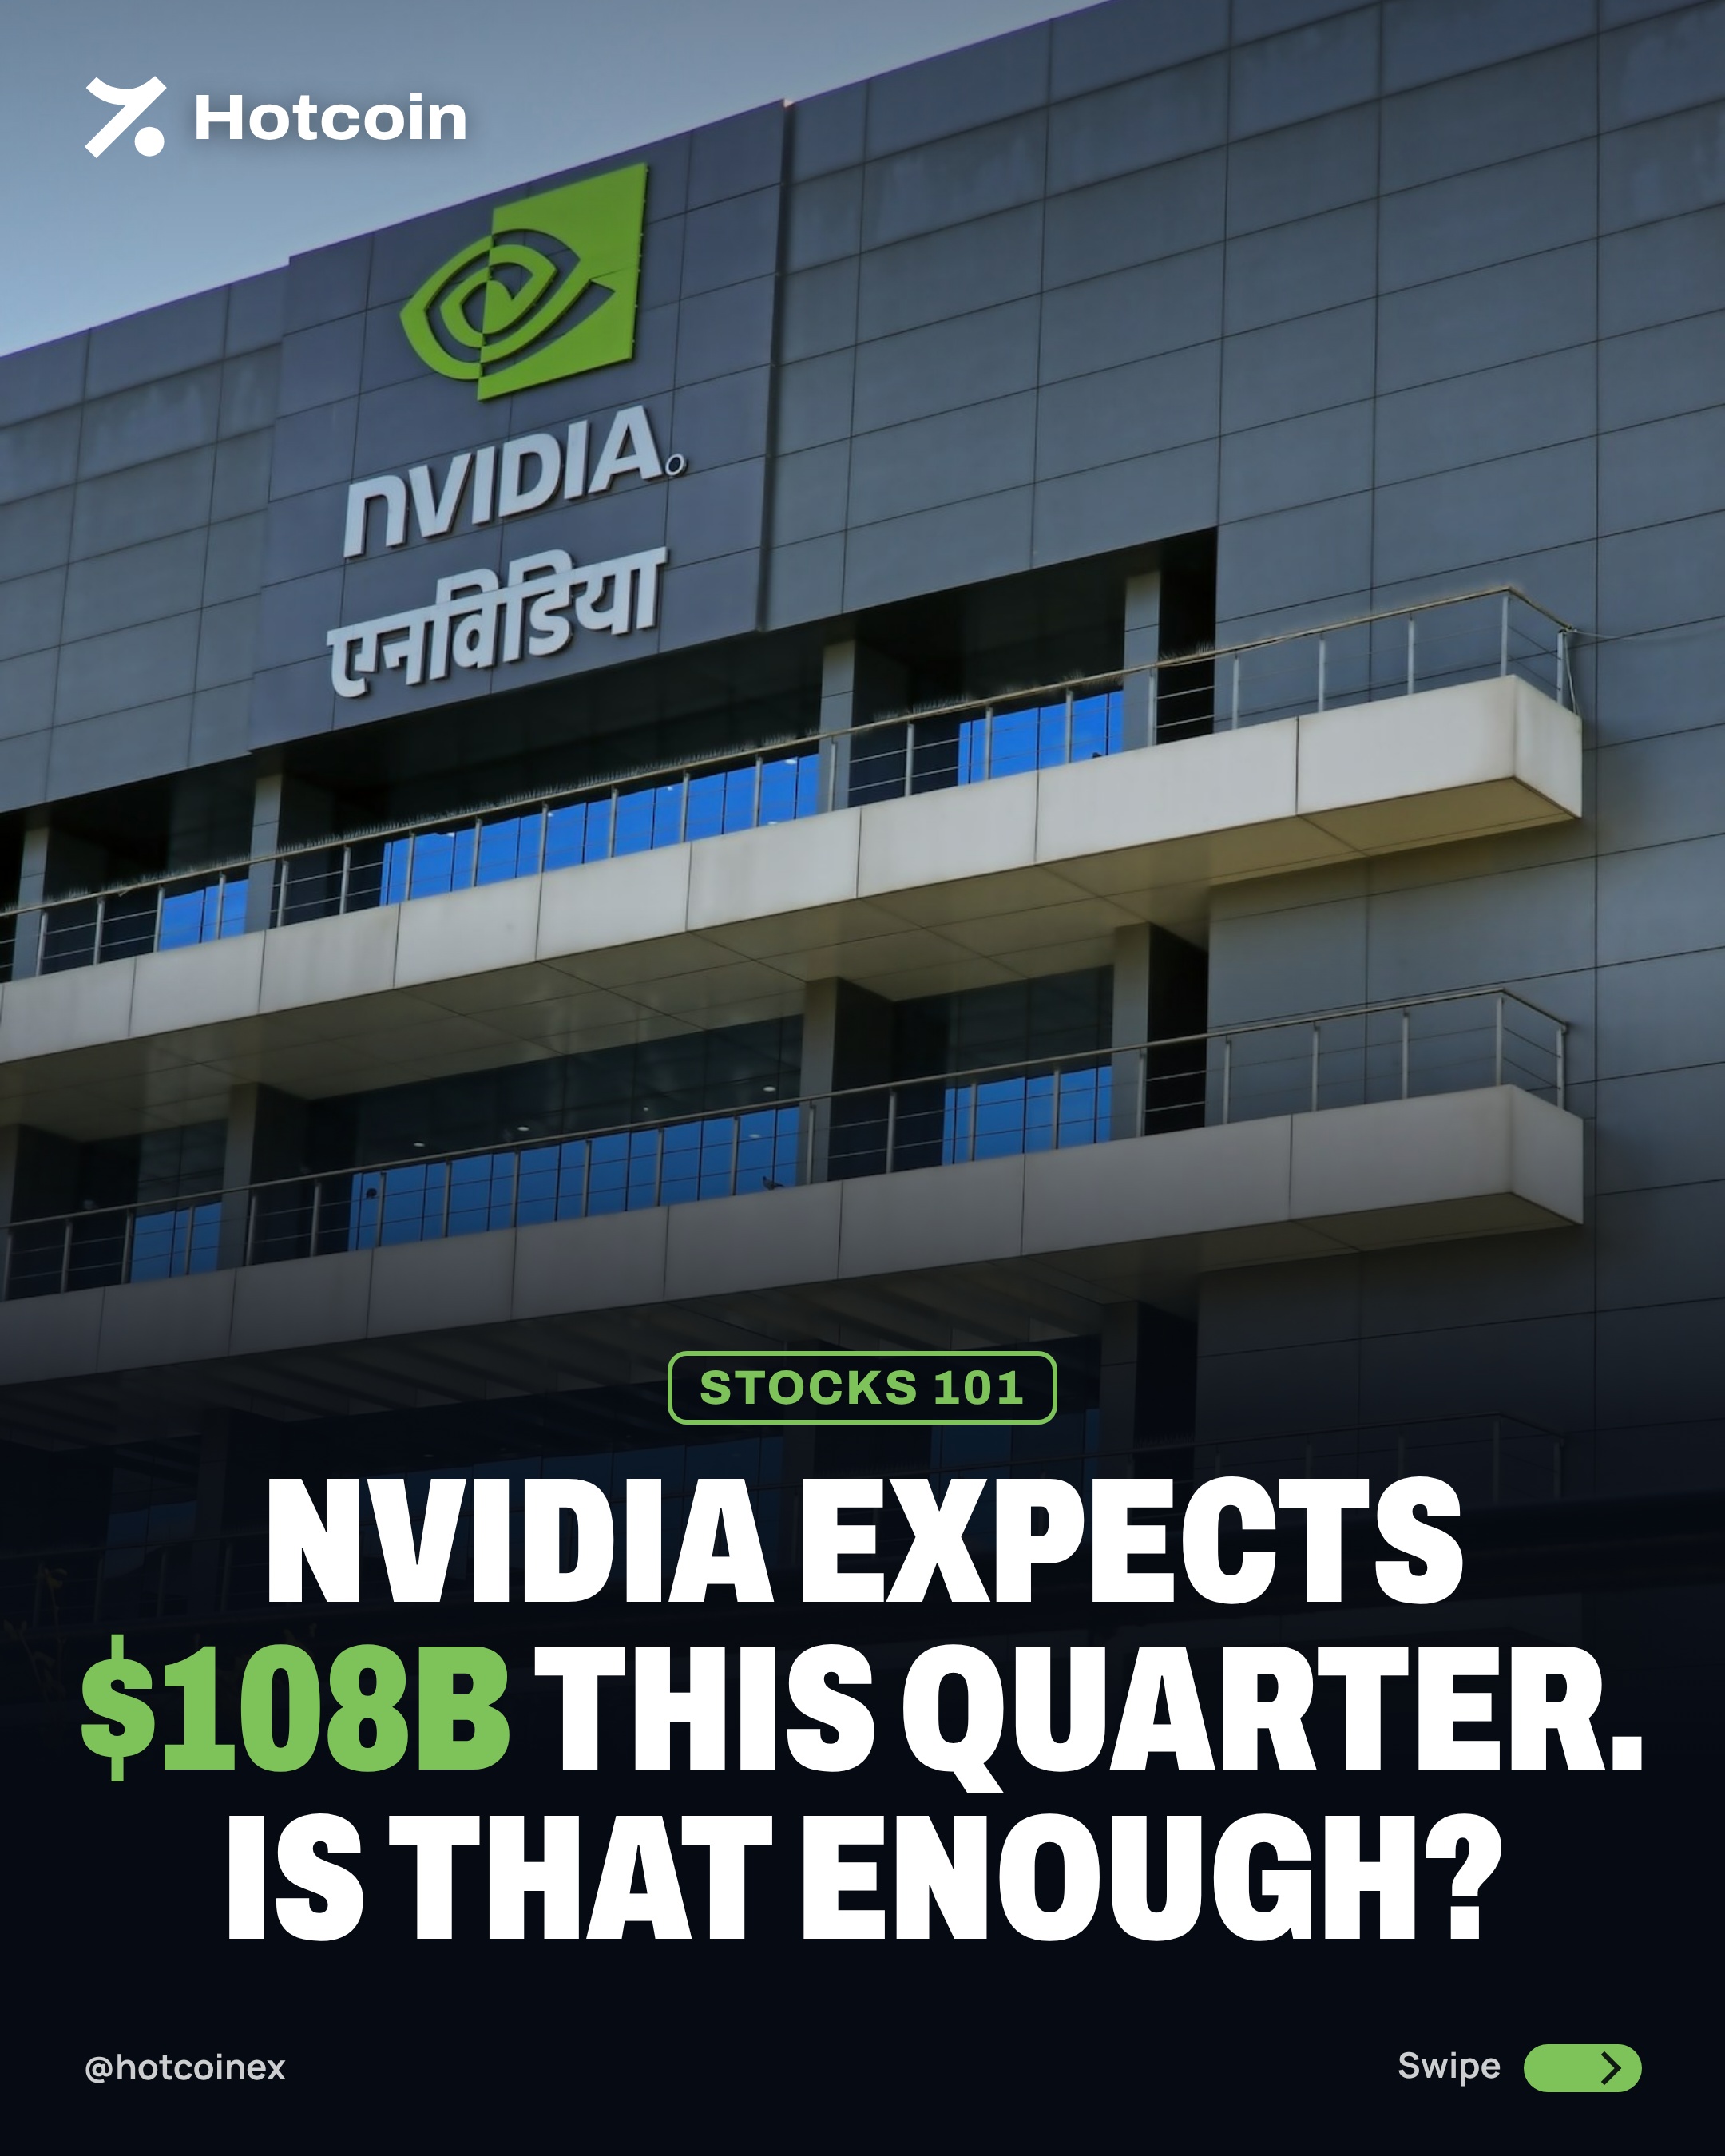 Hotcoin
NVIDIA.
एनविडिया
STOCKS 101
NVIDIA EXPECTS
$108B THIS QUARTER.
IS THAT ENOUGH?
@hotcoinex
Swipe